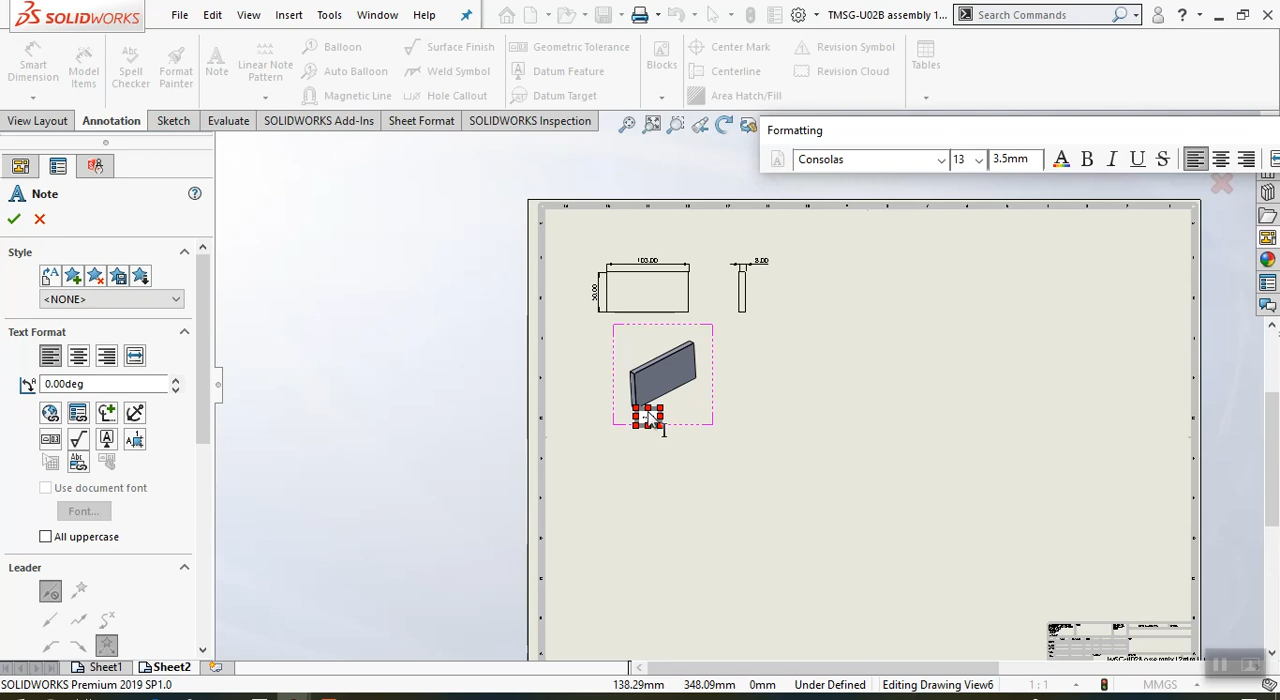 SOLIDWORKS
File Edit View Insert Tools Window Help
TMSG-U02B assembly 1...
Search Commands
Smart Dimension
Model Items
Spell Checker
Format Painter
Note
Linear Note Pattern
Balloon
Auto Balloon
Magnetic Line
Surface Finish
Weld Symbol
Hole Callout
Geometric Tolerance
Datum Feature
Datum Target
Blocks
Center Mark
Centerline
Area Hatch/Fill
Revision Symbol
Revision Cloud
Tables
View Layout Annotation Sketch Evaluate SOLIDWORKS Add-Ins Sheet Format SOLIDWORKS Inspection
Formatting
Consolas 13 3.5mm A B I U S
Note
Style
<NONE>
Text Format
0.00deg
Use document font
Font...
All uppercase
Leader
103.00
8.00
Sheet1 Sheet2
SOLIDWORKS Premium 2019 SP1.0
138.29mm 348.09mm 0mm Under Defined Editing Drawing View6 1 : 1 MMGS